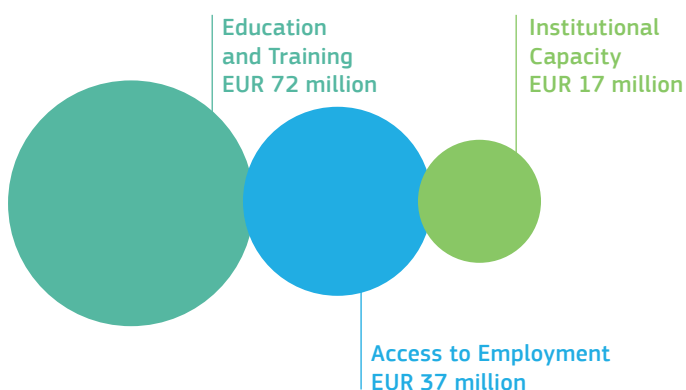 Education
and Training
EUR 72 million
Institutional
Capacity
EUR 17 million
Access to Employment
EUR 37 million